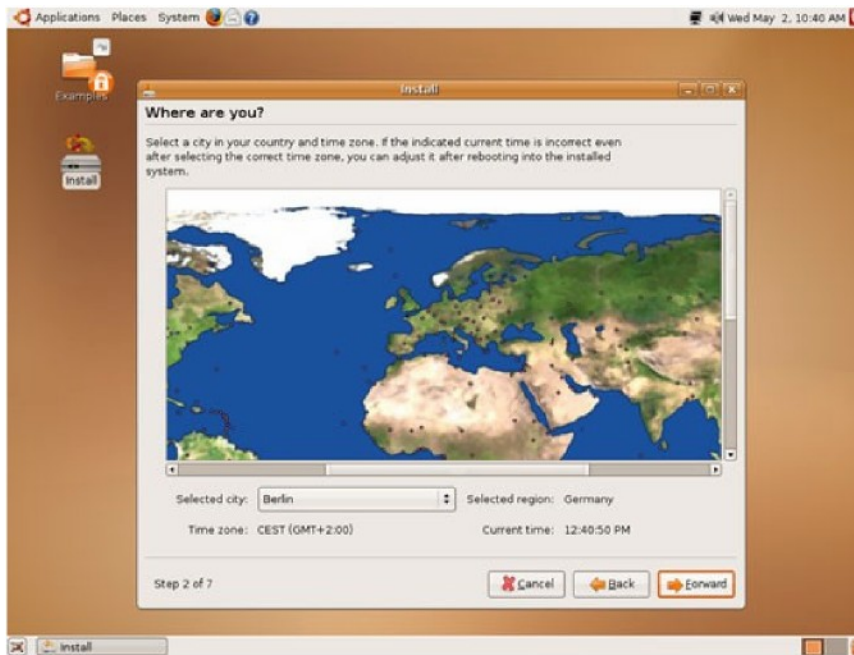 Applications Places System Wed May 2, 10:40 AM
Examples
Install
Install
Where are you?
Select a city in your country and time zone. If the indicated current time is incorrect even
after selecting the correct time zone, you can adjust it after rebooting into the installed
system.
Selected city: Berlin Selected region: Germany
Time zone: CEST (GMT+2:00) Current time: 12:40:50 PM
Step 2 of 7 Cancel Back Forward
Install